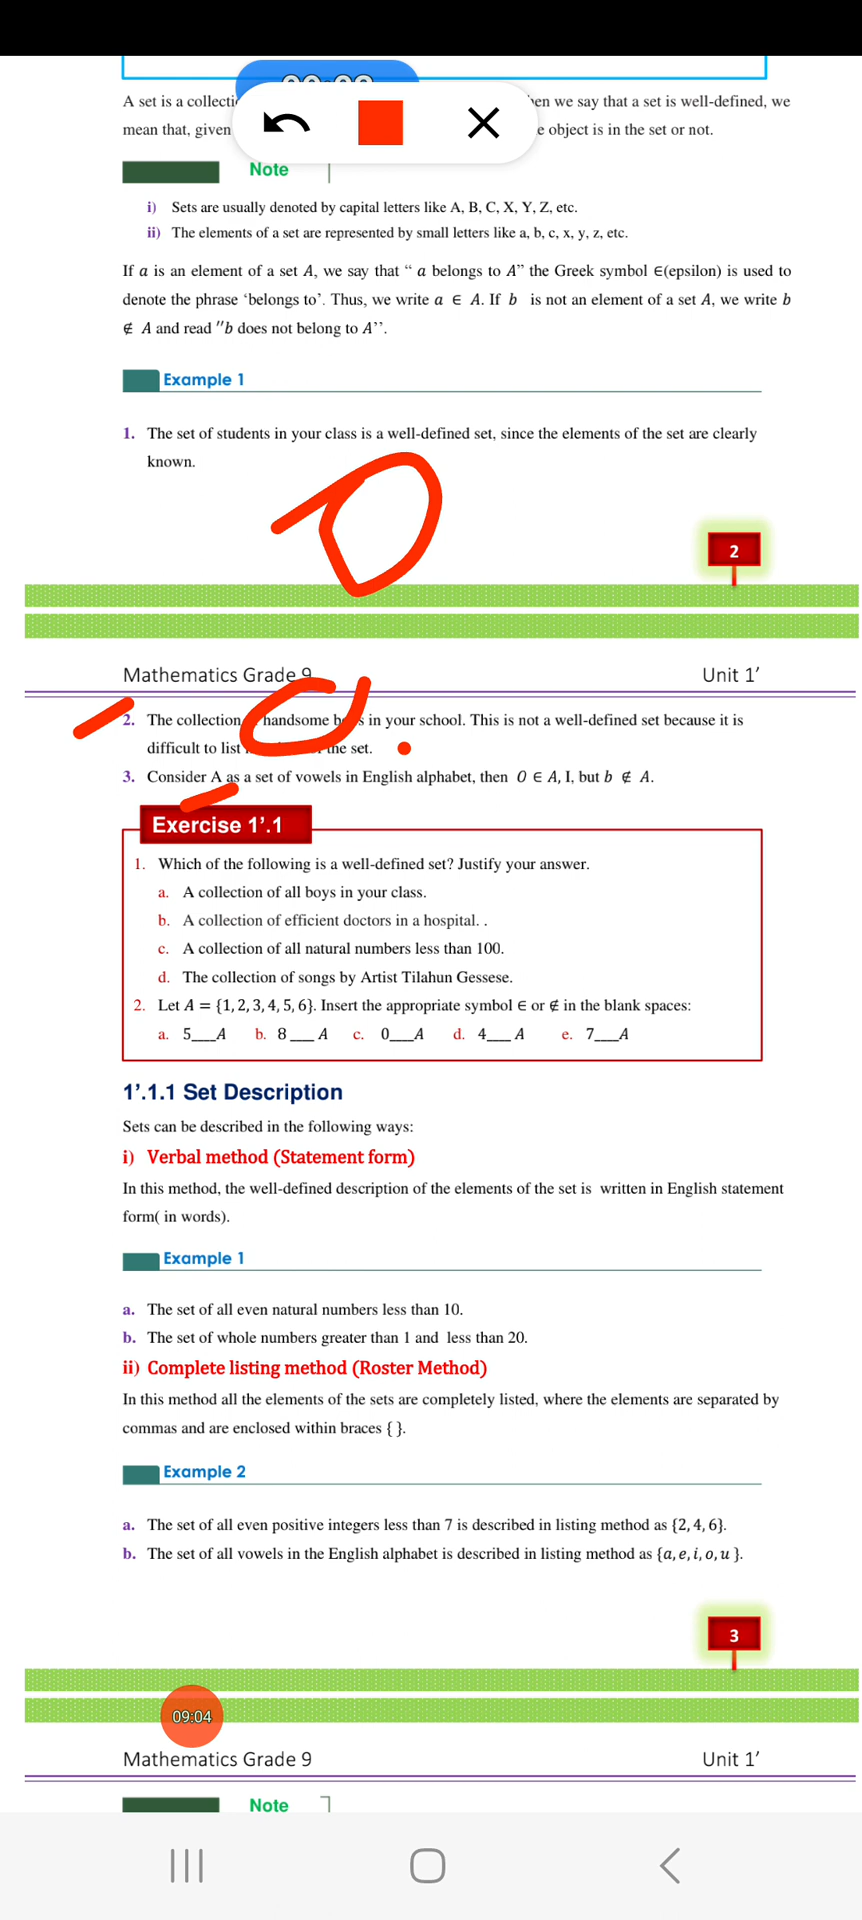 A set is a collecti en we say that a set is well-defined, we
mean that, given e object is in the set or not.
Note
i) Sets are usually denoted by capital letters like A, B, C, X, Y, Z, etc.
ii) The elements of a set are represented by small letters like a, b, c, x, y, z, etc.
If a is an element of a set A, we say that “ a belongs to A” the Greek symbol ∈(epsilon) is used to
denote the phrase ‘belongs to’. Thus, we write a ∈ A. If b is not an element of a set A, we write b
∉ A and read "b does not belong to A’’.
Example 1
1. The set of students in your class is a well-defined set, since the elements of the set are clearly
known.
2
Mathematics Grade 9 Unit 1’
2. The collection handsome b s in your school. This is not a well-defined set because it is
difficult to list the set.
3. Consider A as a set of vowels in English alphabet, then O ∈ A, I, but b ∉ A.
Exercise 1’.1
1. Which of the following is a well-defined set? Justify your answer.
a. A collection of all boys in your class.
b. A collection of efficient doctors in a hospital. .
c. A collection of all natural numbers less than 100.
d. The collection of songs by Artist Tilahun Gessese.
2. Let A = {1, 2, 3, 4, 5, 6}. Insert the appropriate symbol ∈ or ∉ in the blank spaces:
a. 5___A b. 8 ___ A c. 0___A d. 4___ A e. 7___A
1’.1.1 Set Description
Sets can be described in the following ways:
i) Verbal method (Statement form)
In this method, the well-defined description of the elements of the set is written in English statement
form( in words).
Example 1
a. The set of all even natural numbers less than 10.
b. The set of whole numbers greater than 1 and less than 20.
ii) Complete listing method (Roster Method)
In this method all the elements of the sets are completely listed, where the elements are separated by
commas and are enclosed within braces { }.
Example 2
a. The set of all even positive integers less than 7 is described in listing method as {2, 4, 6}.
b. The set of all vowels in the English alphabet is described in listing method as {a, e, i, o, u }.
3
09:04
Mathematics Grade 9 Unit 1’
Note